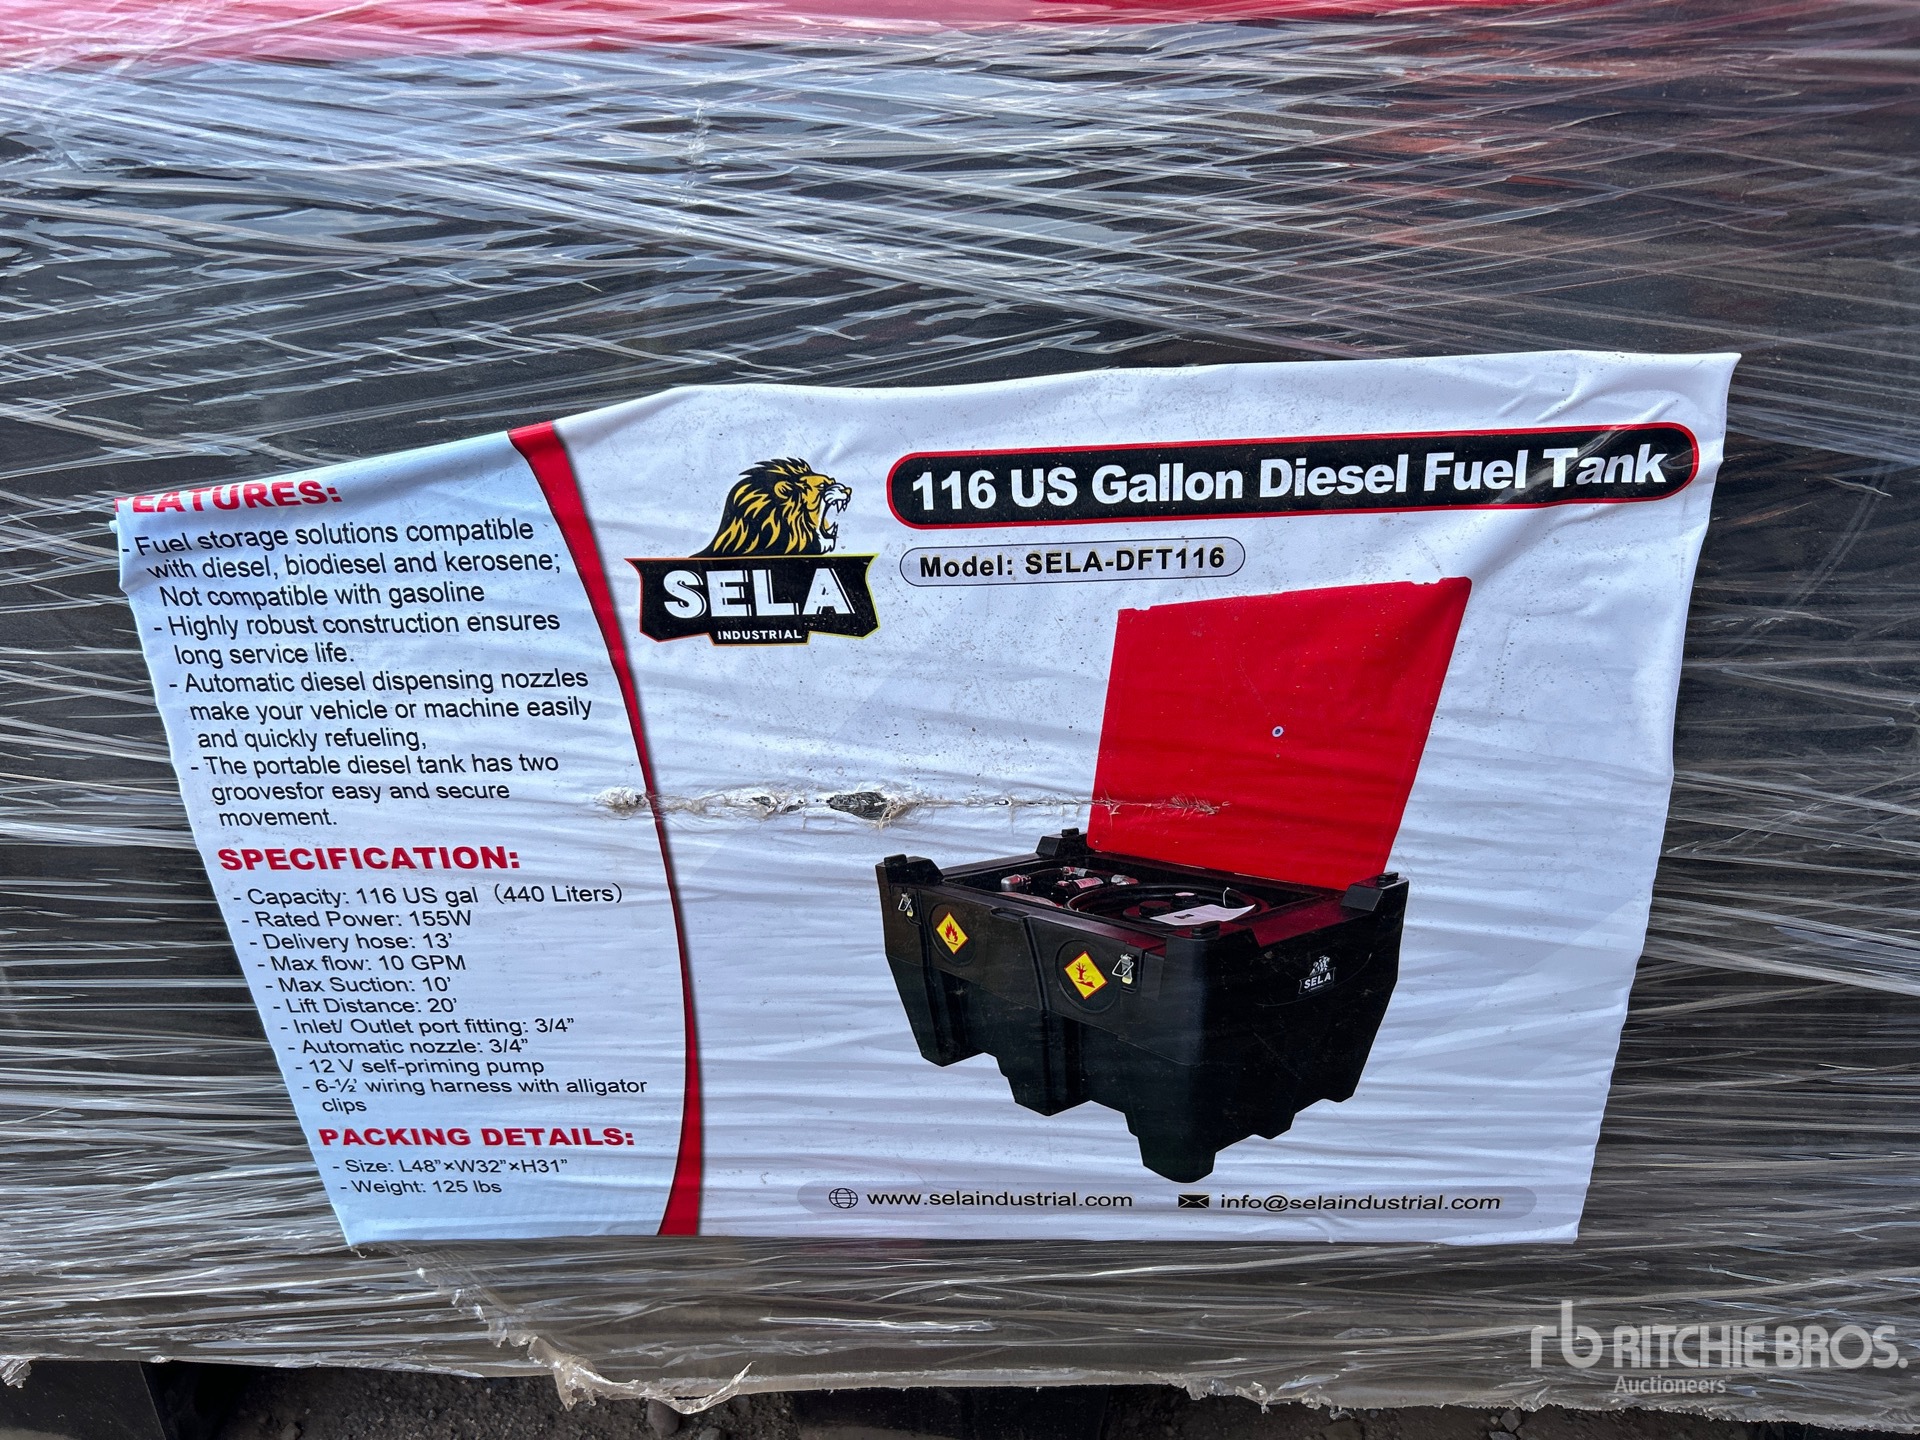 FEATURES:
- Fuel storage solutions compatible
with diesel, biodiesel and kerosene;
Not compatible with gasoline
- Highly robust construction ensures
long service life.
- Automatic diesel dispensing nozzles
make your vehicle or machine easily
and quickly refueling,
- The portable diesel tank has two
groovesfor easy and secure
movement.
SPECIFICATION:
- Capacity: 116 US gal (440 Liters)
- Rated Power: 155W
- Delivery hose: 13'
- Max flow: 10 GPM
- Max Suction: 10'
- Lift Distance: 20'
- Inlet/ Outlet port fitting: 3/4"
- Automatic nozzle: 3/4"
- 12 V self-priming pump
- 6-½' wiring harness with alligator
clips
PACKING DETAILS:
- Size: L48"×W32"×H31"
- Weight: 125 lbs
SELA
INDUSTRIAL
116 US Gallon Diesel Fuel Tank
Model: SELA-DFT116
SELA
www.selaindustrial.com info@selaindustrial.com
rb RITCHIE BROS.
Auctioneers